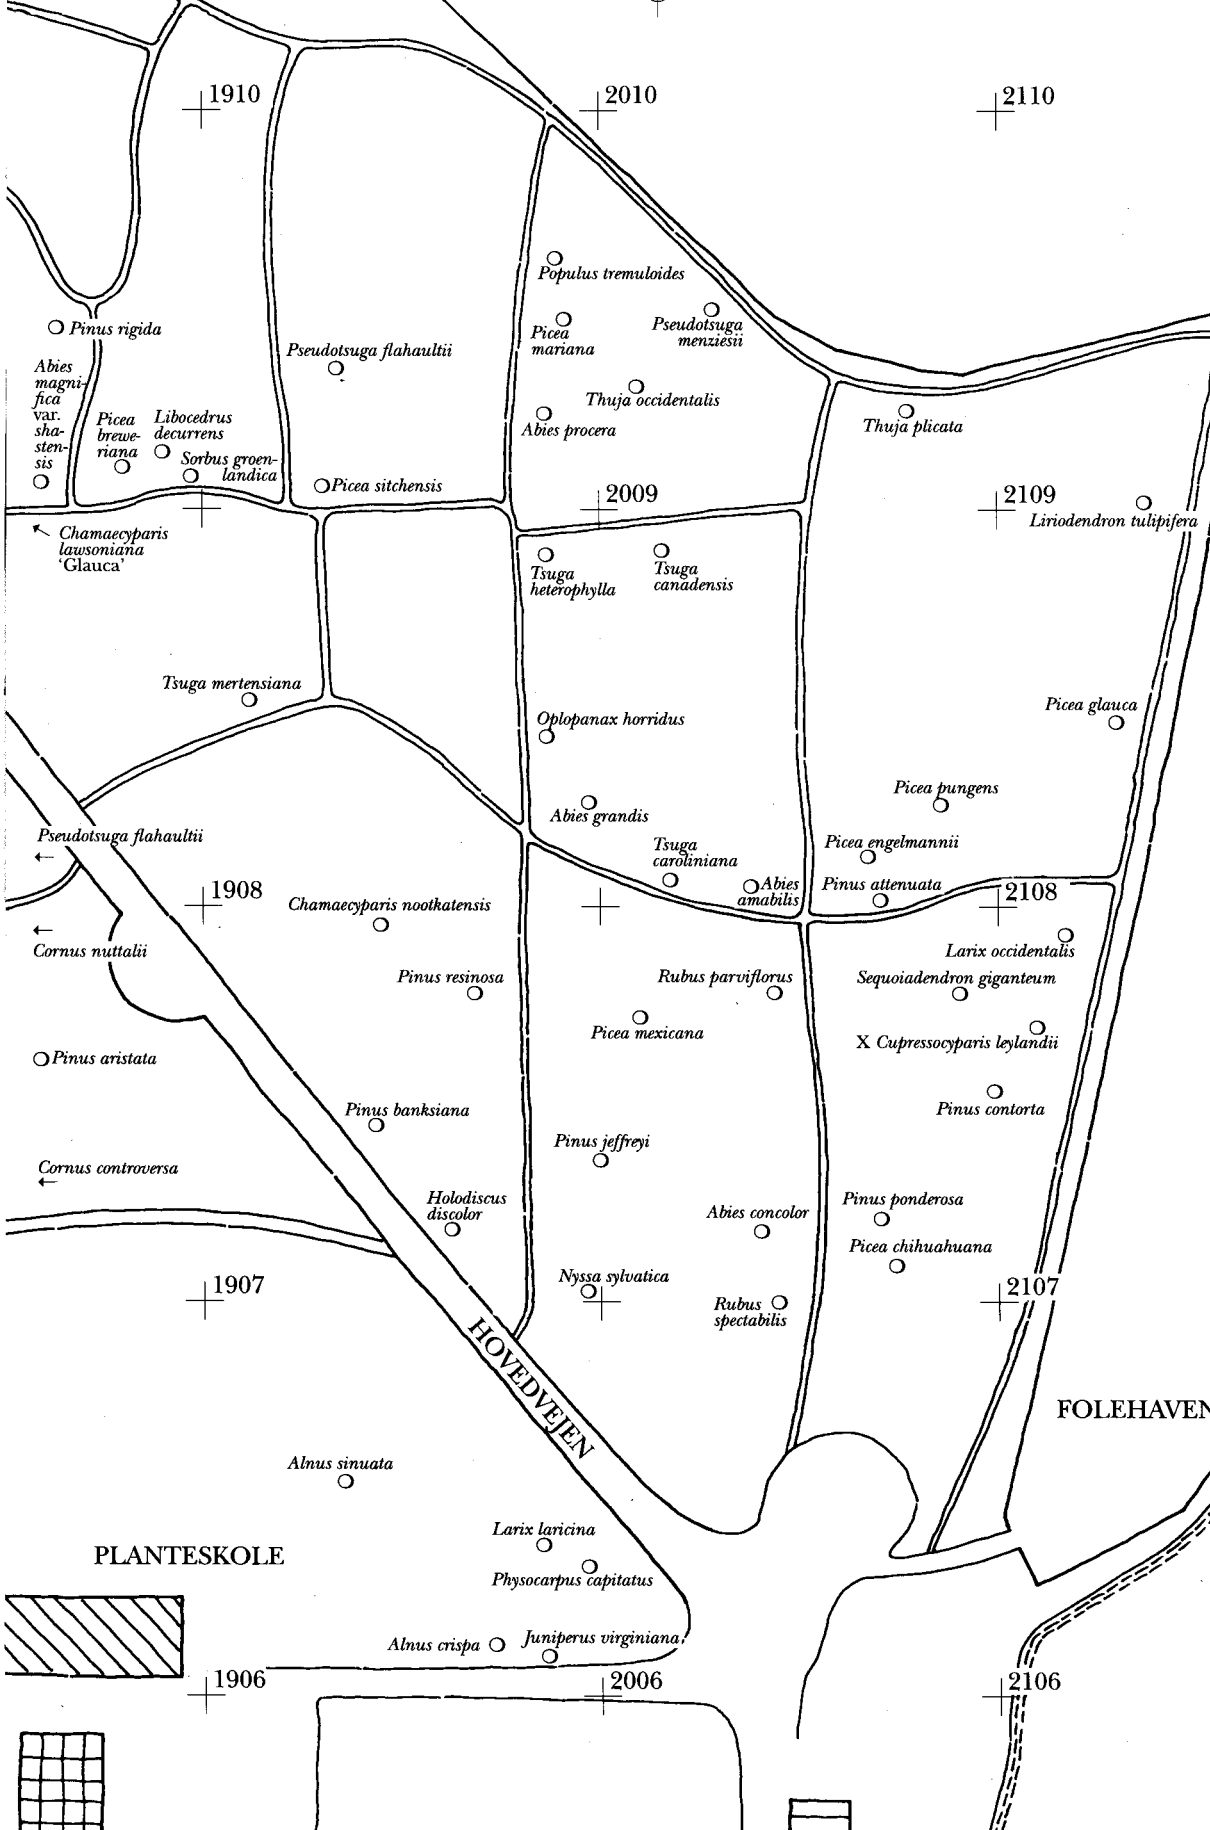 1910
2010
2110
Populus tremuloides
Pinus rigida
Picea
mariana
Pseudotsuga
menziesii
Pseudotsuga flahaultii
Abies
magni-
fica
var.
sha-
sten-
sis
Picea
brewe-
riana
Libocedrus
decurrens
Sorbus groen-
landica
Thuja occidentalis
Abies procera
Thuja plicata
Picea sitchensis
2009
2109
Liriodendron tulipifera
Chamaecyparis
lawsoniana
'Glauca'
Tsuga
heterophylla
Tsuga
canadensis
Tsuga mertensiana
Oplopanax horridus
Picea glauca
Picea pungens
Abies grandis
Pseudotsuga flahaultii
Tsuga
caroliniana
Picea engelmannii
Abies
amabilis
Pinus attenuata
1908
2108
Chamaecyparis nootkatensis
Cornus nuttalii
Larix occidentalis
Pinus resinosa
Rubus parviflorus
Sequoiadendron giganteum
Picea mexicana
X Cupressocyparis leylandii
Pinus aristata
Pinus banksiana
Pinus contorta
Pinus jeffreyi
Cornus controversa
Holodiscus
discolor
Abies concolor
Pinus ponderosa
Picea chihuahuana
Nyssa sylvatica
1907
2107
Rubus
spectabilis
HOVEDVEJEN
FOLEHAVEN
Alnus sinuata
Larix laricina
PLANTESKOLE
Physocarpus capitatus
Alnus crispa
Juniperus virginiana
1906
2006
2106